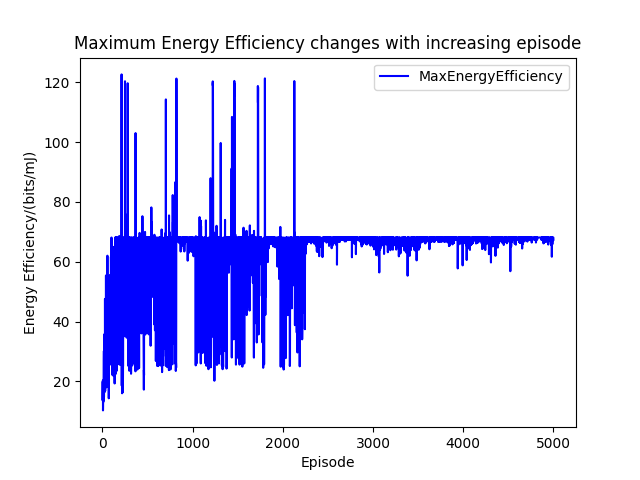 Maximum Energy Efficiency changes with increasing episode
MaxEnergyEfficiency
Energy Efficiency/(bits/mJ)
120
100
80
60
40
20
0 1000 2000 3000 4000 5000
Episode